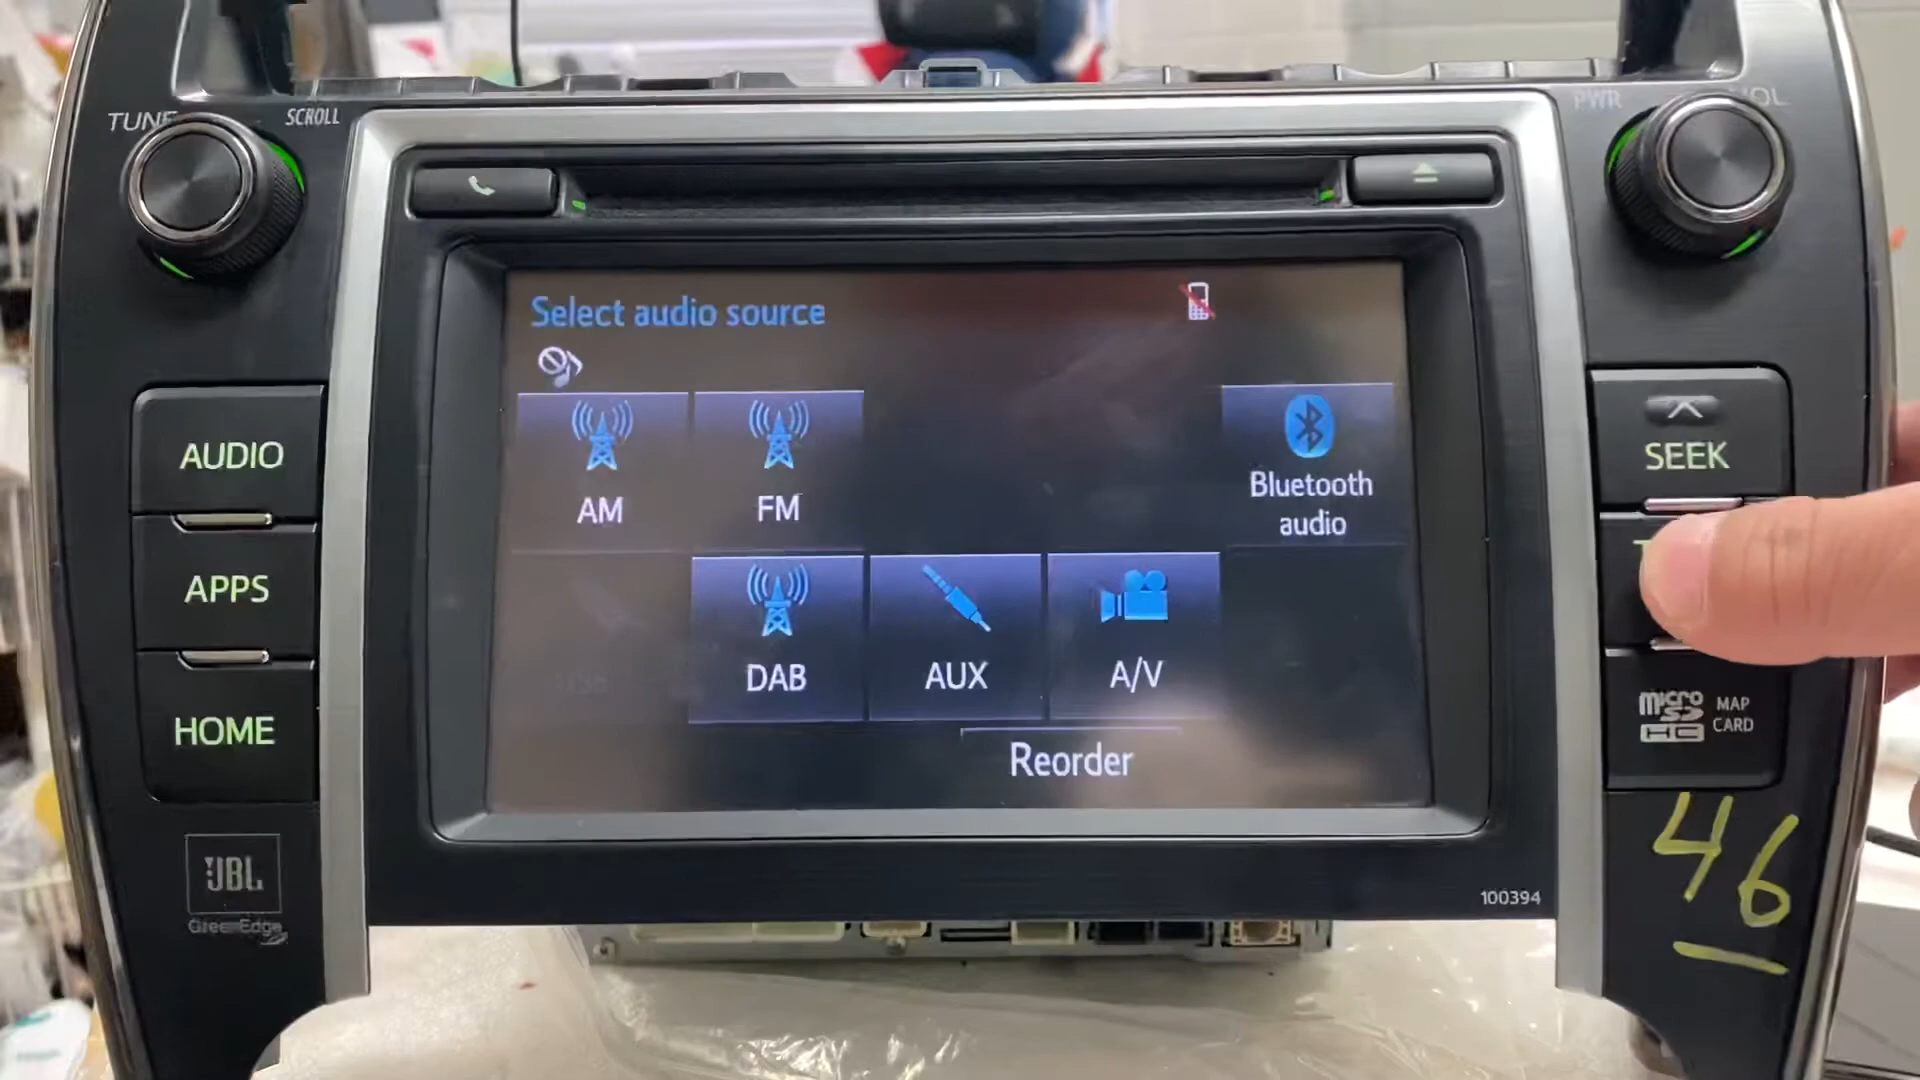 TUNE
SCROLL
PWR
VOL
Select audio source
AM
FM
Bluetooth
audio
DAB
AUX
A/V
Reorder
AUDIO
APPS
HOME
SEEK
micro
SD
HC
MAP
CARD
JBL
GreenEdge
100394
46